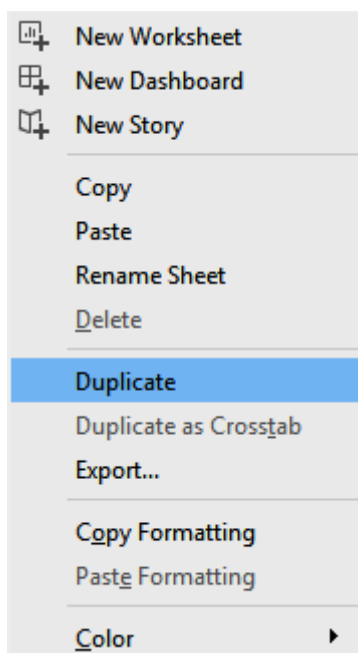 New Worksheet
New Dashboard
New Story
Copy
Paste
Rename Sheet
Delete
Duplicate
Duplicate as Crosstab
Export...
Copy Formatting
Paste Formatting
Color